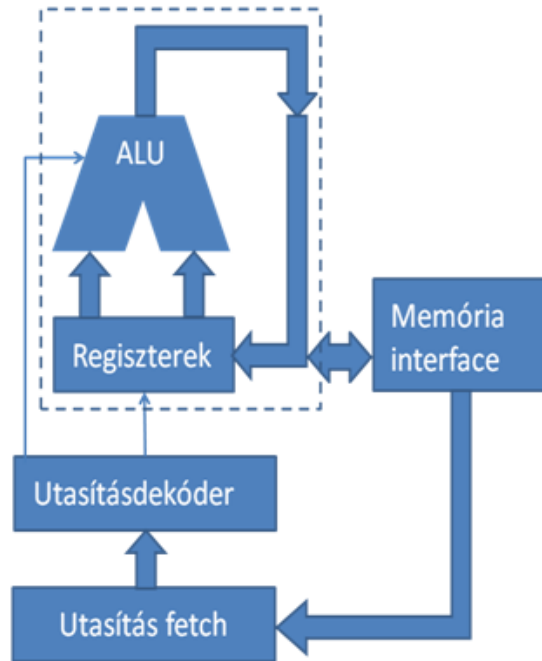 ALU
Regiszterek
Memória
interface
Utasításdekóder
Utasítás fetch